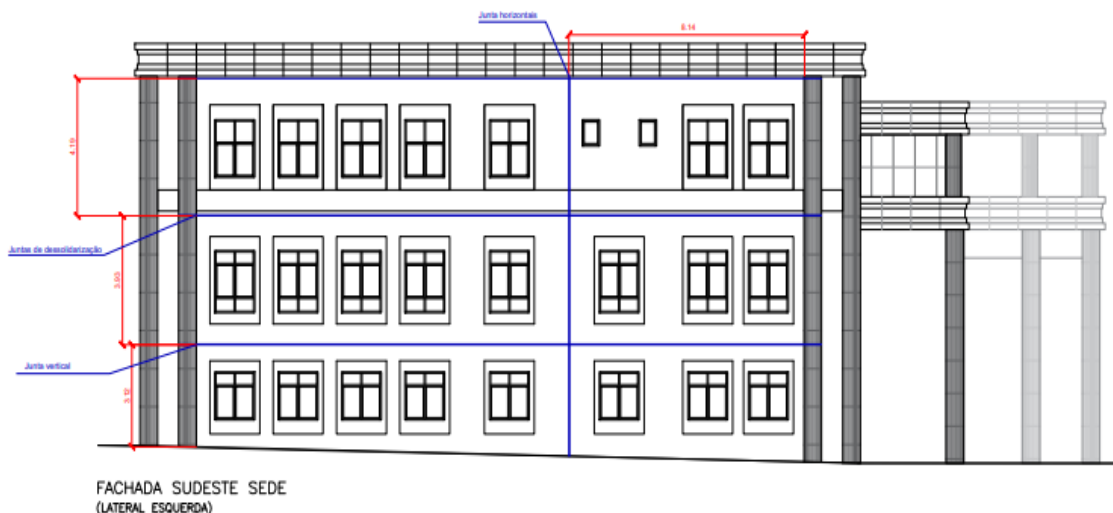 Junta horizontais
8.14
4.19
Juntas de dessolidarização
3.93
Junta vertical
3.12
FACHADA SUDESTE SEDE
(LATERAL ESQUERDA)